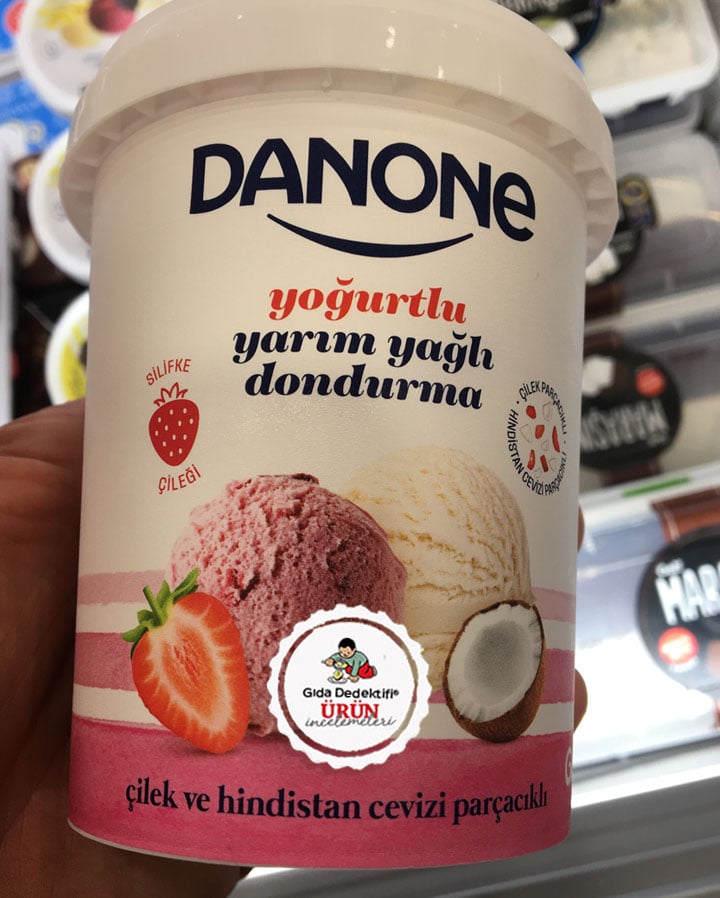 DANONe
yoğurtlu
yarım yağlı
dondurma
SİLİFKE
ÇİLEĞİ
ÇİLEK PARÇACIKLI
HİNDİSTAN CEVİZİ PARÇACIKLI
Gıda Dedektifi®
ÜRÜN
incelemeleri
çilek ve hindistan cevizi parçacıklı